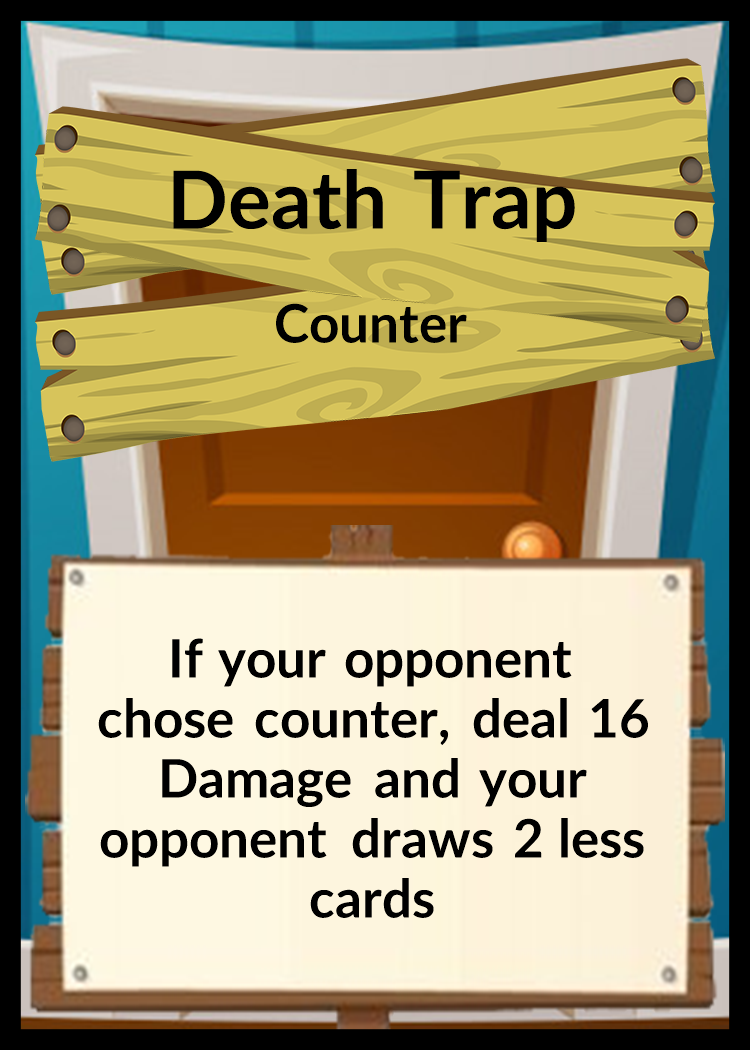 Death Trap
Counter
If your opponent
chose counter, deal 16
Damage and your
opponent draws 2 less
cards